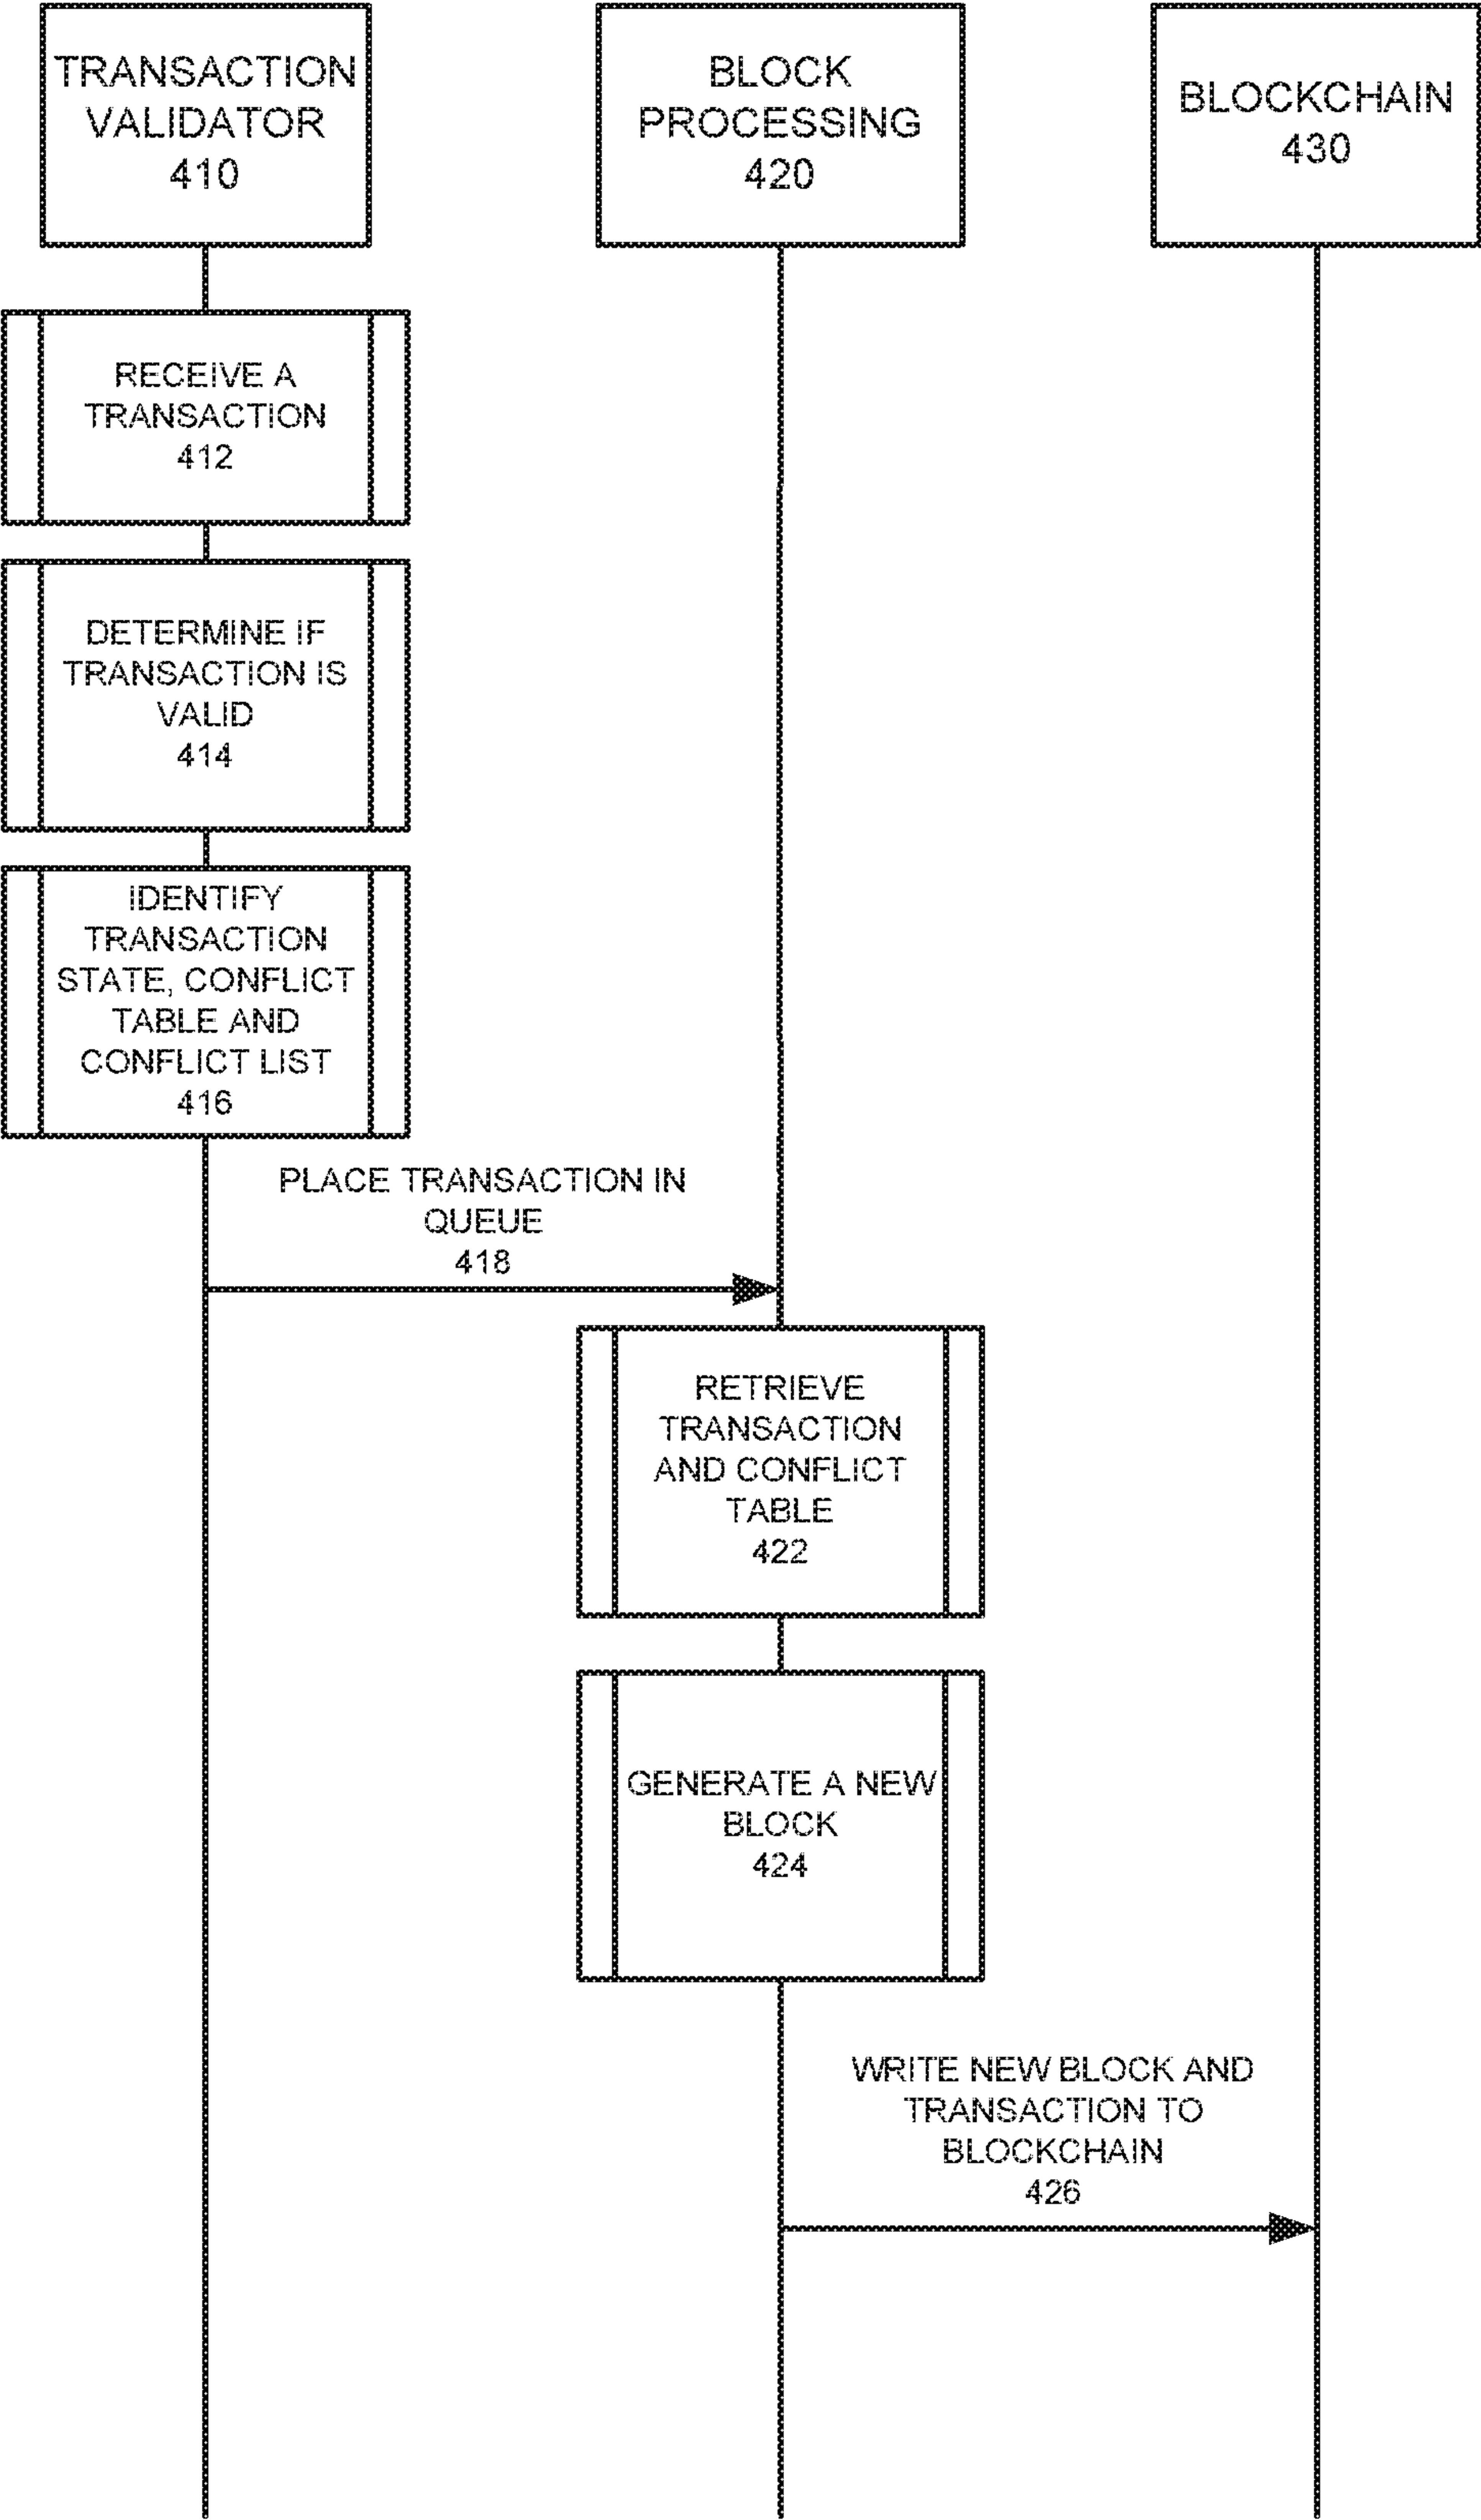 TRANSACTION
VALIDATOR
410
BLOCK
PROCESSING
420
BLOCKCHAIN
430
RECEIVE A
TRANSACTION
412
DETERMINE IF
TRANSACTION IS
VALID
414
IDENTIFY
TRANSACTION
STATE, CONFLICT
TABLE AND
CONFLICT LIST
416
PLACE TRANSACTION IN
QUEUE
418
RETRIEVE
TRANSACTION
AND CONFLICT
TABLE
422
GENERATE A NEW
BLOCK
424
WRITE NEW BLOCK AND
TRANSACTION TO
BLOCKCHAIN
426